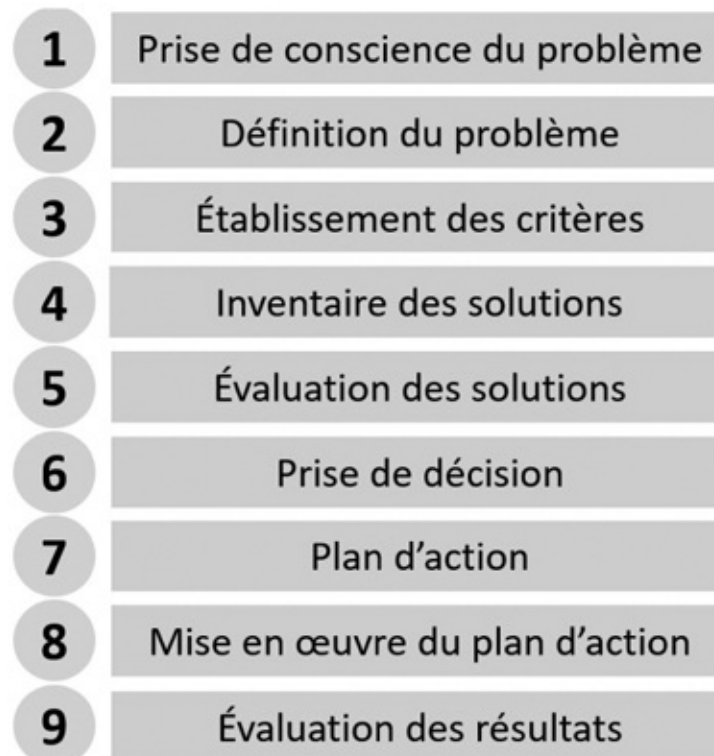 1 Prise de conscience du problème
2 Définition du problème
3 Établissement des critères
4 Inventaire des solutions
5 Évaluation des solutions
6 Prise de décision
7 Plan d’action
8 Mise en œuvre du plan d’action
9 Évaluation des résultats